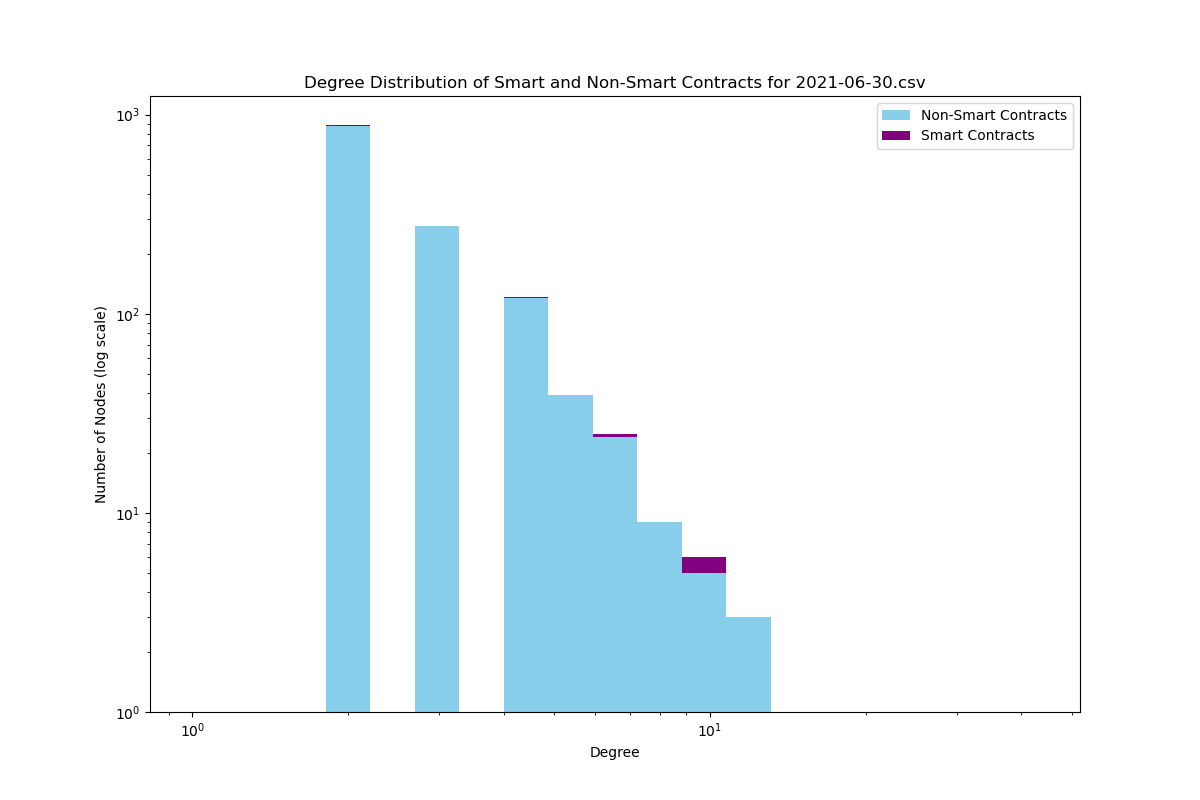 Degree Distribution of Smart and Non-Smart Contracts for 2021-06-30.csv
Non-Smart Contracts
Smart Contracts
Number of Nodes (log scale)
10³
10²
10¹
10⁰
10⁰ 10¹
Degree